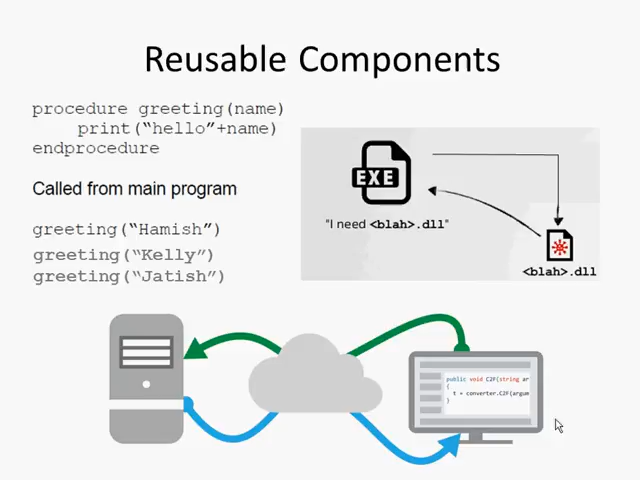 Reusable Components
procedure greeting(name)
print(“hello”+name)
endprocedure
Called from main program
greeting(“Hamish”)
greeting(“Kelly”)
greeting(“Jatish”)
EXE
"I need <blah>.dll"
<blah>.dll
public void C2F(string ar
{
t = converter.C2F(argum
}